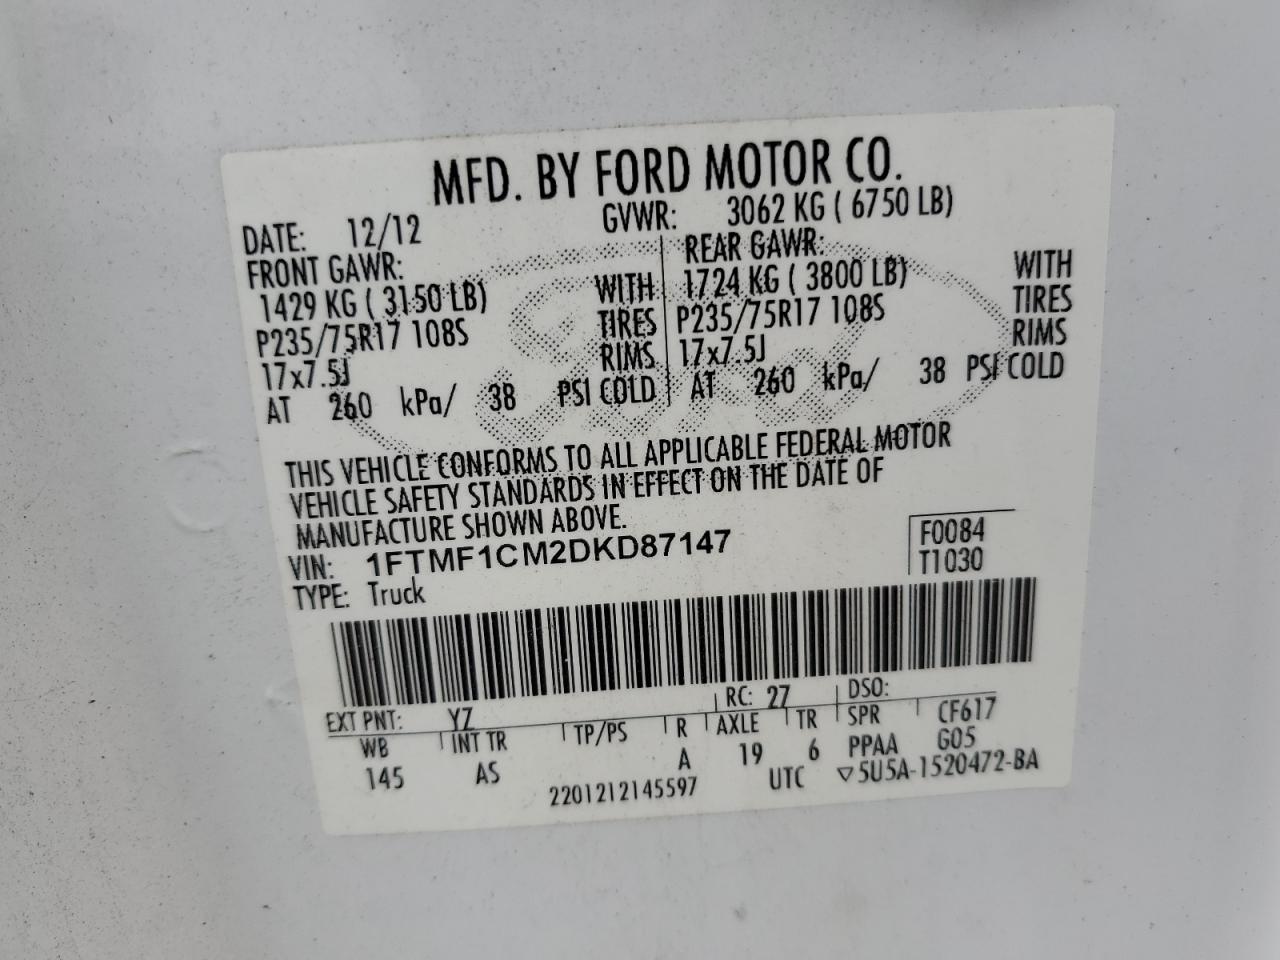 MFD. BY FORD MOTOR CO.
DATE: 12/12 GVWR: 3062 KG ( 6750 LB)
FRONT GAWR: REAR GAWR:
1429 KG ( 3150 LB) WITH 1724 KG ( 3800 LB) WITH
P235/75R17 108S TIRES P235/75R17 108S TIRES
17x7.5J RIMS 17x7.5J RIMS
AT 260 kPa/ 38 PSI COLD AT 260 kPa/ 38 PSI COLD
THIS VEHICLE CONFORMS TO ALL APPLICABLE FEDERAL MOTOR
VEHICLE SAFETY STANDARDS IN EFFECT ON THE DATE OF
MANUFACTURE SHOWN ABOVE.
VIN: 1FTMF1CM2DKD87147 F0084
TYPE: Truck T1030
EXT PNT: YZ RC: 27 DSO:
WB INT TR TP/PS R AXLE TR SPR CF617
145 AS A 19 6 PPAA G05
2201212145597 UTC ▽5U5A-1520472-BA